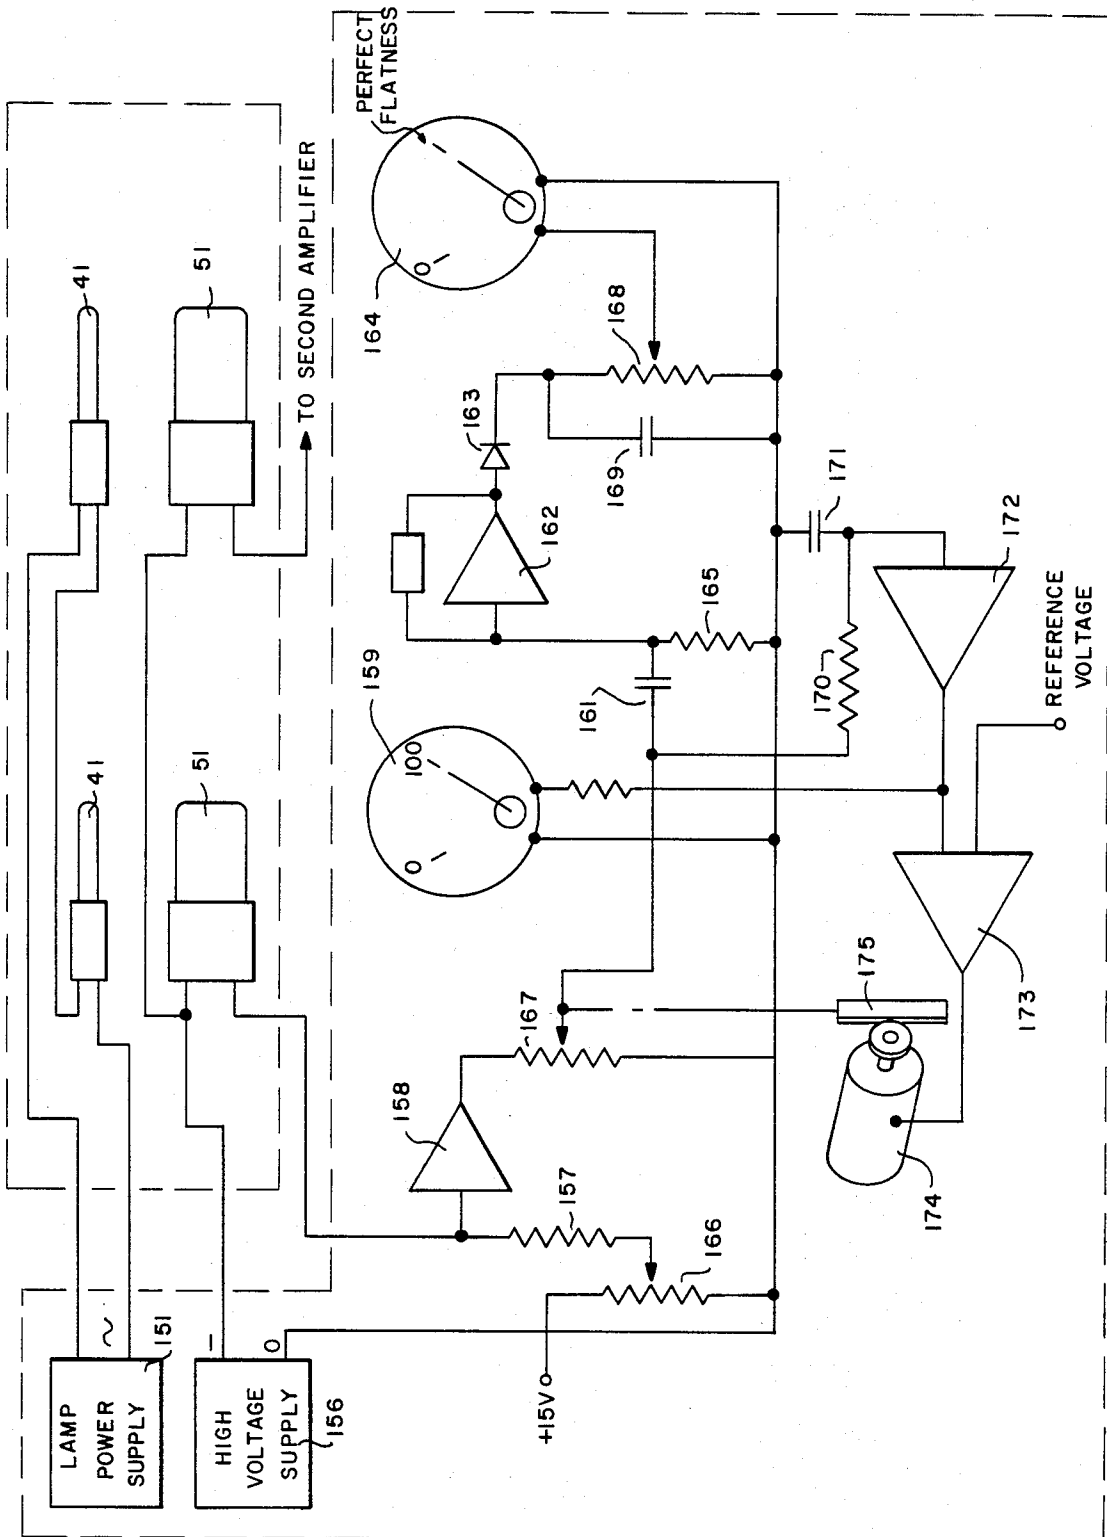 PERFECT
FLATNESS
0
164
41
51
TO SECOND AMPLIFIER
168
163
169
162
171
172
165
REFERENCE
VOLTAGE
170
159
100
0
161
41
51
175
173
167
158
157
174
166
+15V
LAMP
POWER
SUPPLY
151
~
−
O
HIGH
VOLTAGE
SUPPLY
156